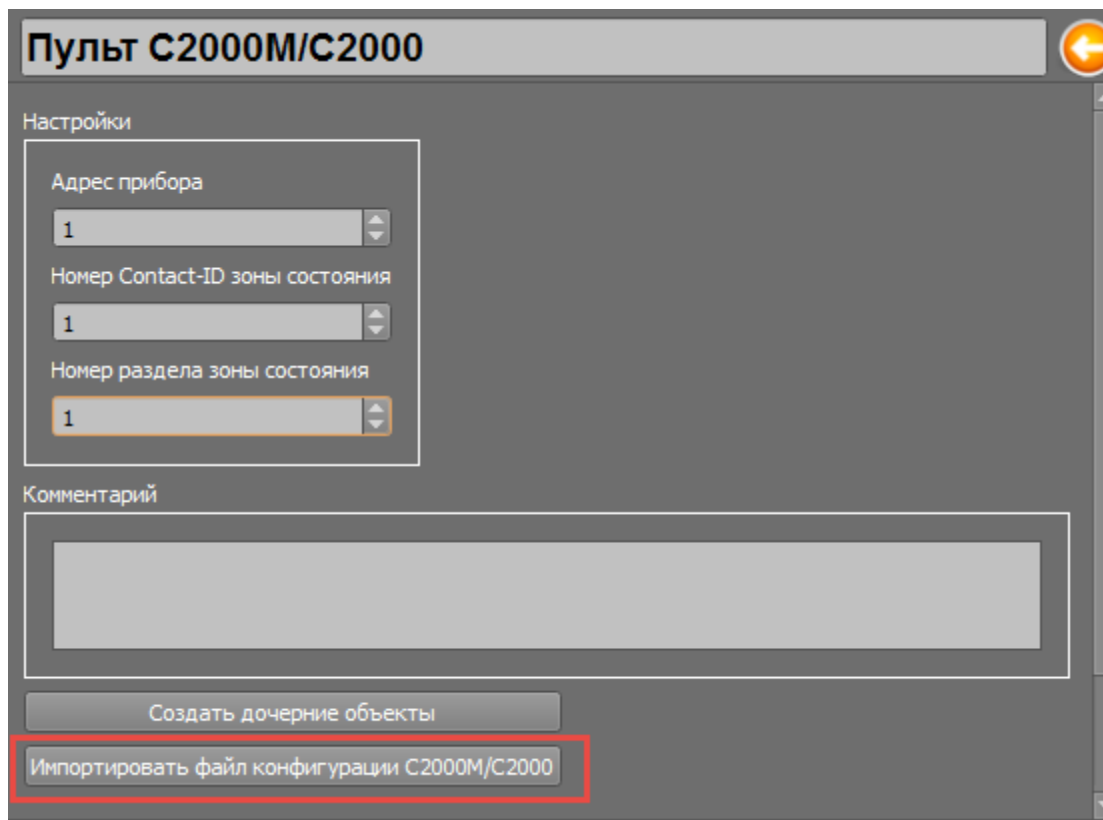 Пульт С2000М/С2000
Настройки
Адрес прибора
1
Номер Contact-ID зоны состояния
1
Номер раздела зоны состояния
1
Комментарий
Создать дочерние объекты
Импортировать файл конфигурации С2000М/С2000